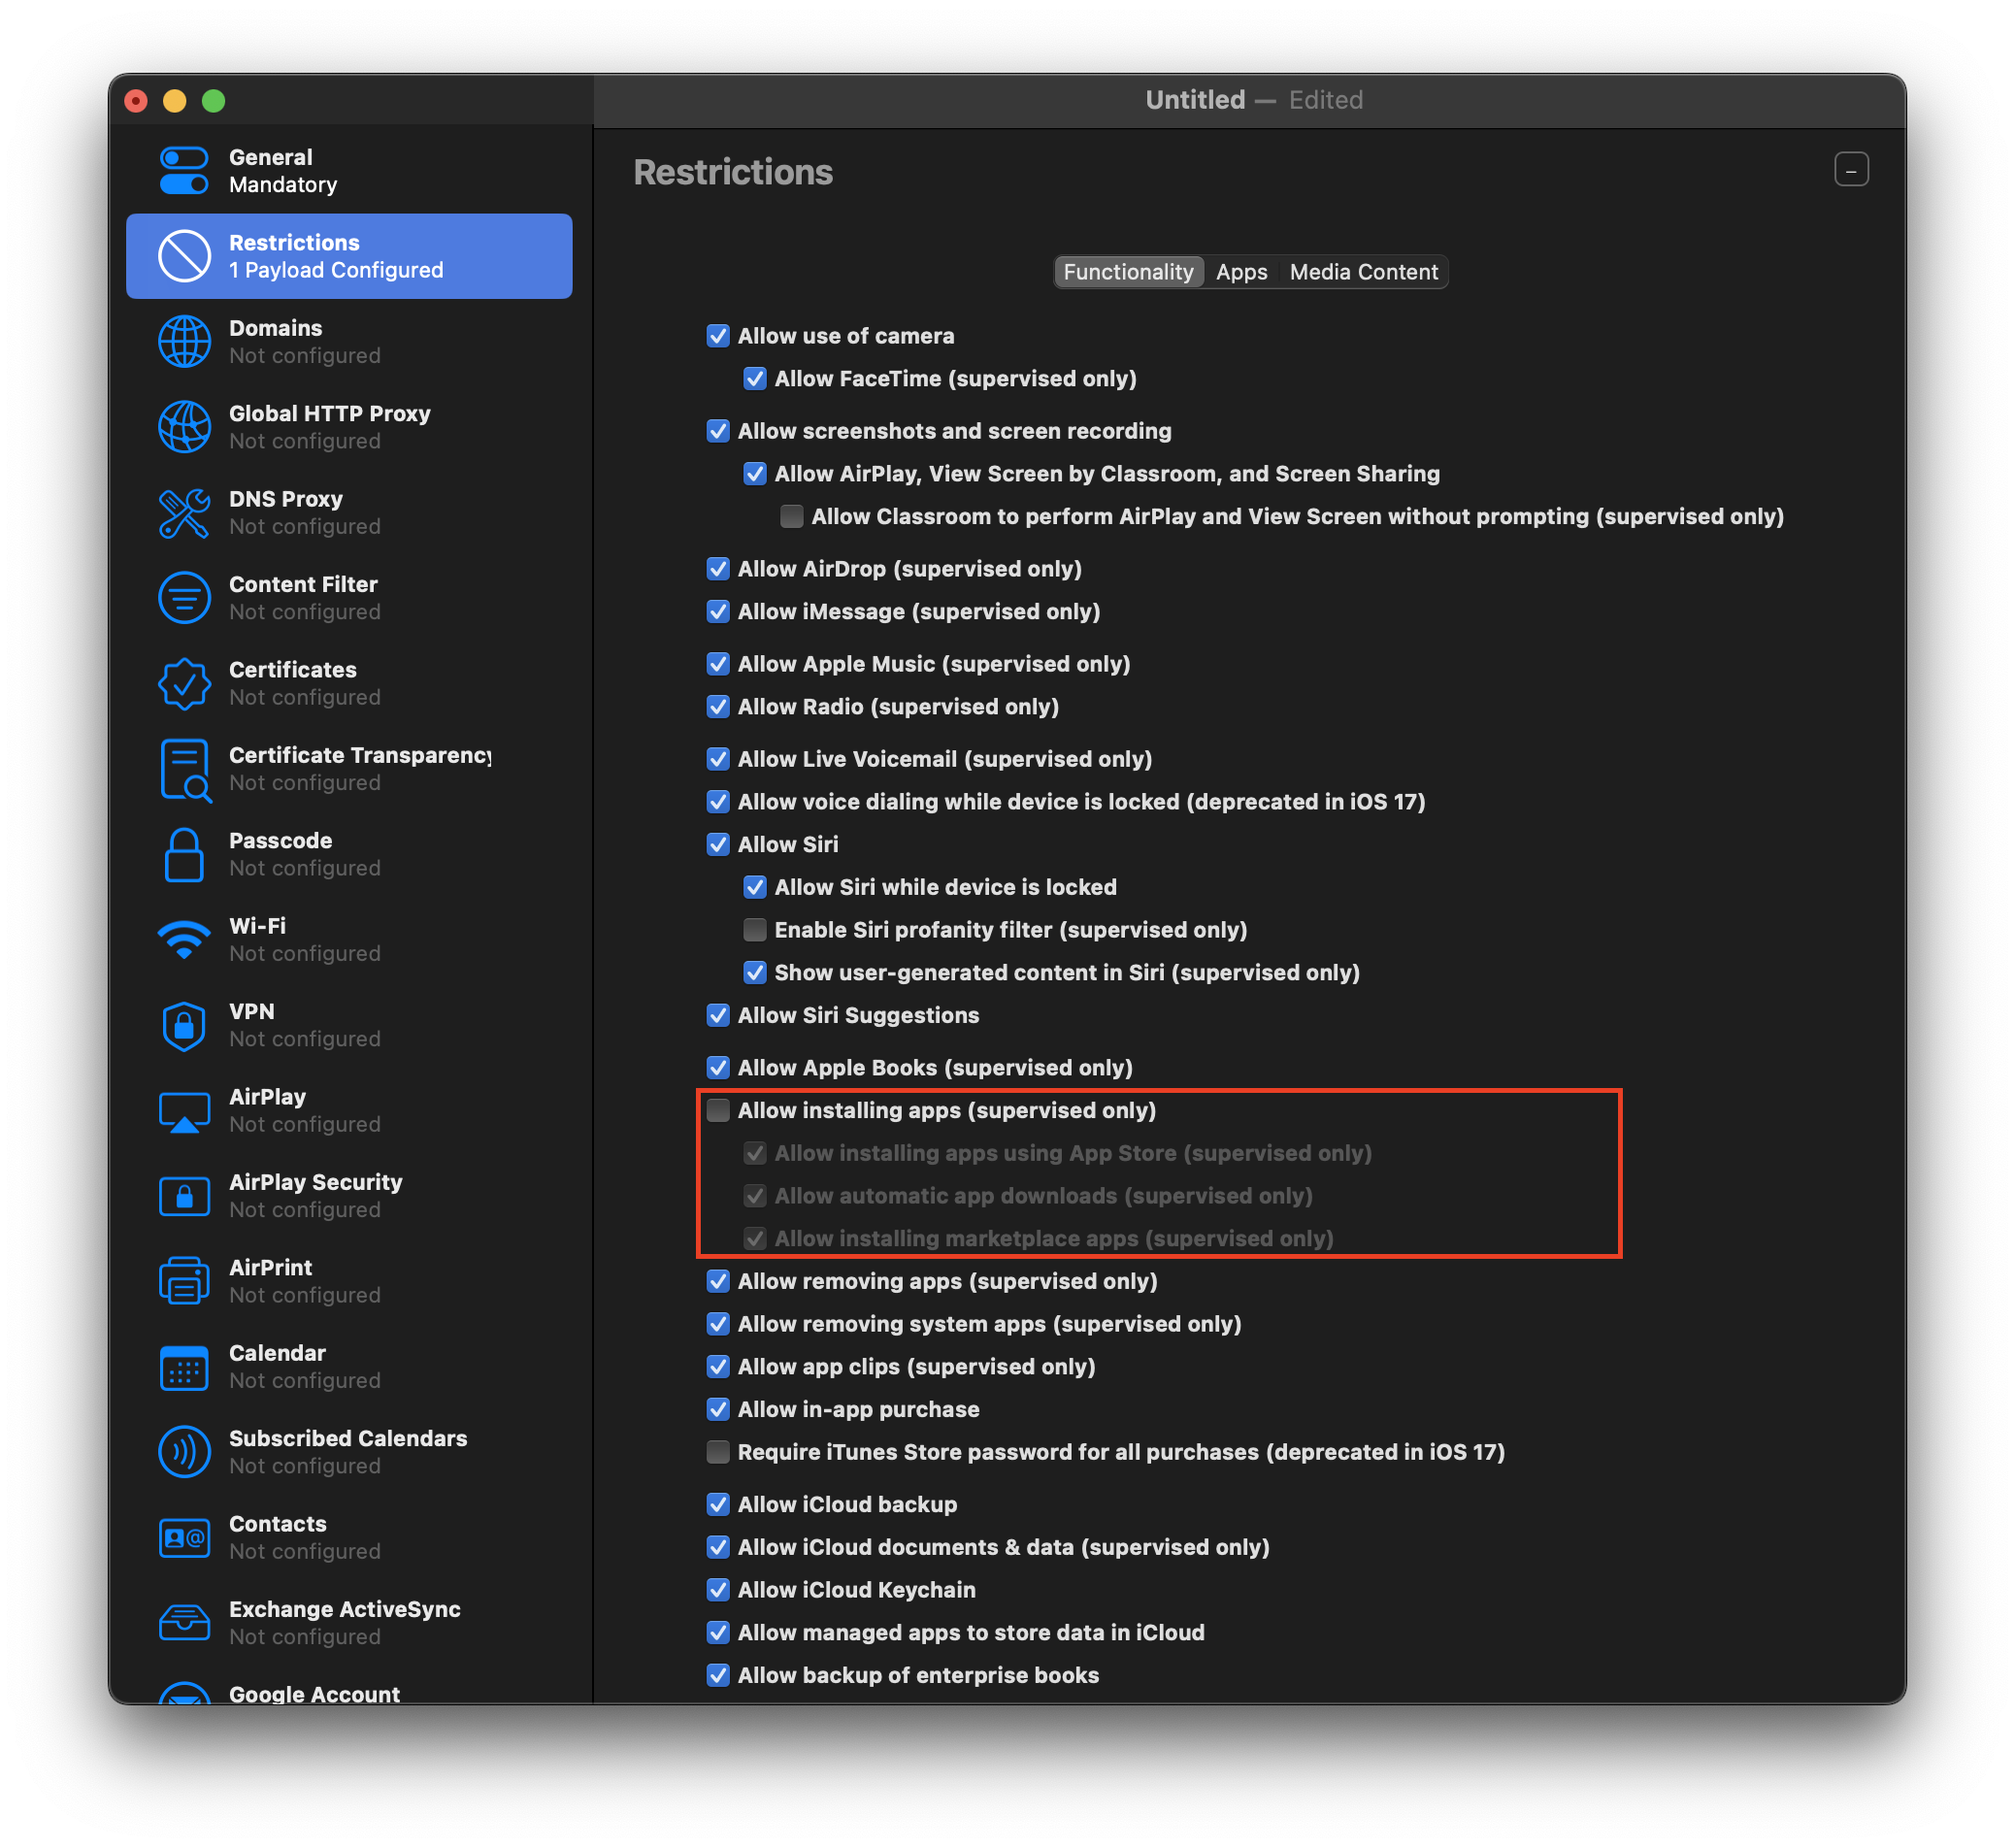 Untitled — Edited
General
Mandatory
Restrictions
1 Payload Configured
Domains
Not configured
Global HTTP Proxy
Not configured
DNS Proxy
Not configured
Content Filter
Not configured
Certificates
Not configured
Certificate Transparency
Not configured
Passcode
Not configured
Wi-Fi
Not configured
VPN
Not configured
AirPlay
Not configured
AirPlay Security
Not configured
AirPrint
Not configured
Calendar
Not configured
Subscribed Calendars
Not configured
Contacts
Not configured
Exchange ActiveSync
Not configured
Google Account
Restrictions
Functionality Apps Media Content
Allow use of camera
Allow FaceTime (supervised only)
Allow screenshots and screen recording
Allow AirPlay, View Screen by Classroom, and Screen Sharing
Allow Classroom to perform AirPlay and View Screen without prompting (supervised only)
Allow AirDrop (supervised only)
Allow iMessage (supervised only)
Allow Apple Music (supervised only)
Allow Radio (supervised only)
Allow Live Voicemail (supervised only)
Allow voice dialing while device is locked (deprecated in iOS 17)
Allow Siri
Allow Siri while device is locked
Enable Siri profanity filter (supervised only)
Show user-generated content in Siri (supervised only)
Allow Siri Suggestions
Allow Apple Books (supervised only)
Allow installing apps (supervised only)
Allow installing apps using App Store (supervised only)
Allow automatic app downloads (supervised only)
Allow installing marketplace apps (supervised only)
Allow removing apps (supervised only)
Allow removing system apps (supervised only)
Allow app clips (supervised only)
Allow in-app purchase
Require iTunes Store password for all purchases (deprecated in iOS 17)
Allow iCloud backup
Allow iCloud documents & data (supervised only)
Allow iCloud Keychain
Allow managed apps to store data in iCloud
Allow backup of enterprise books